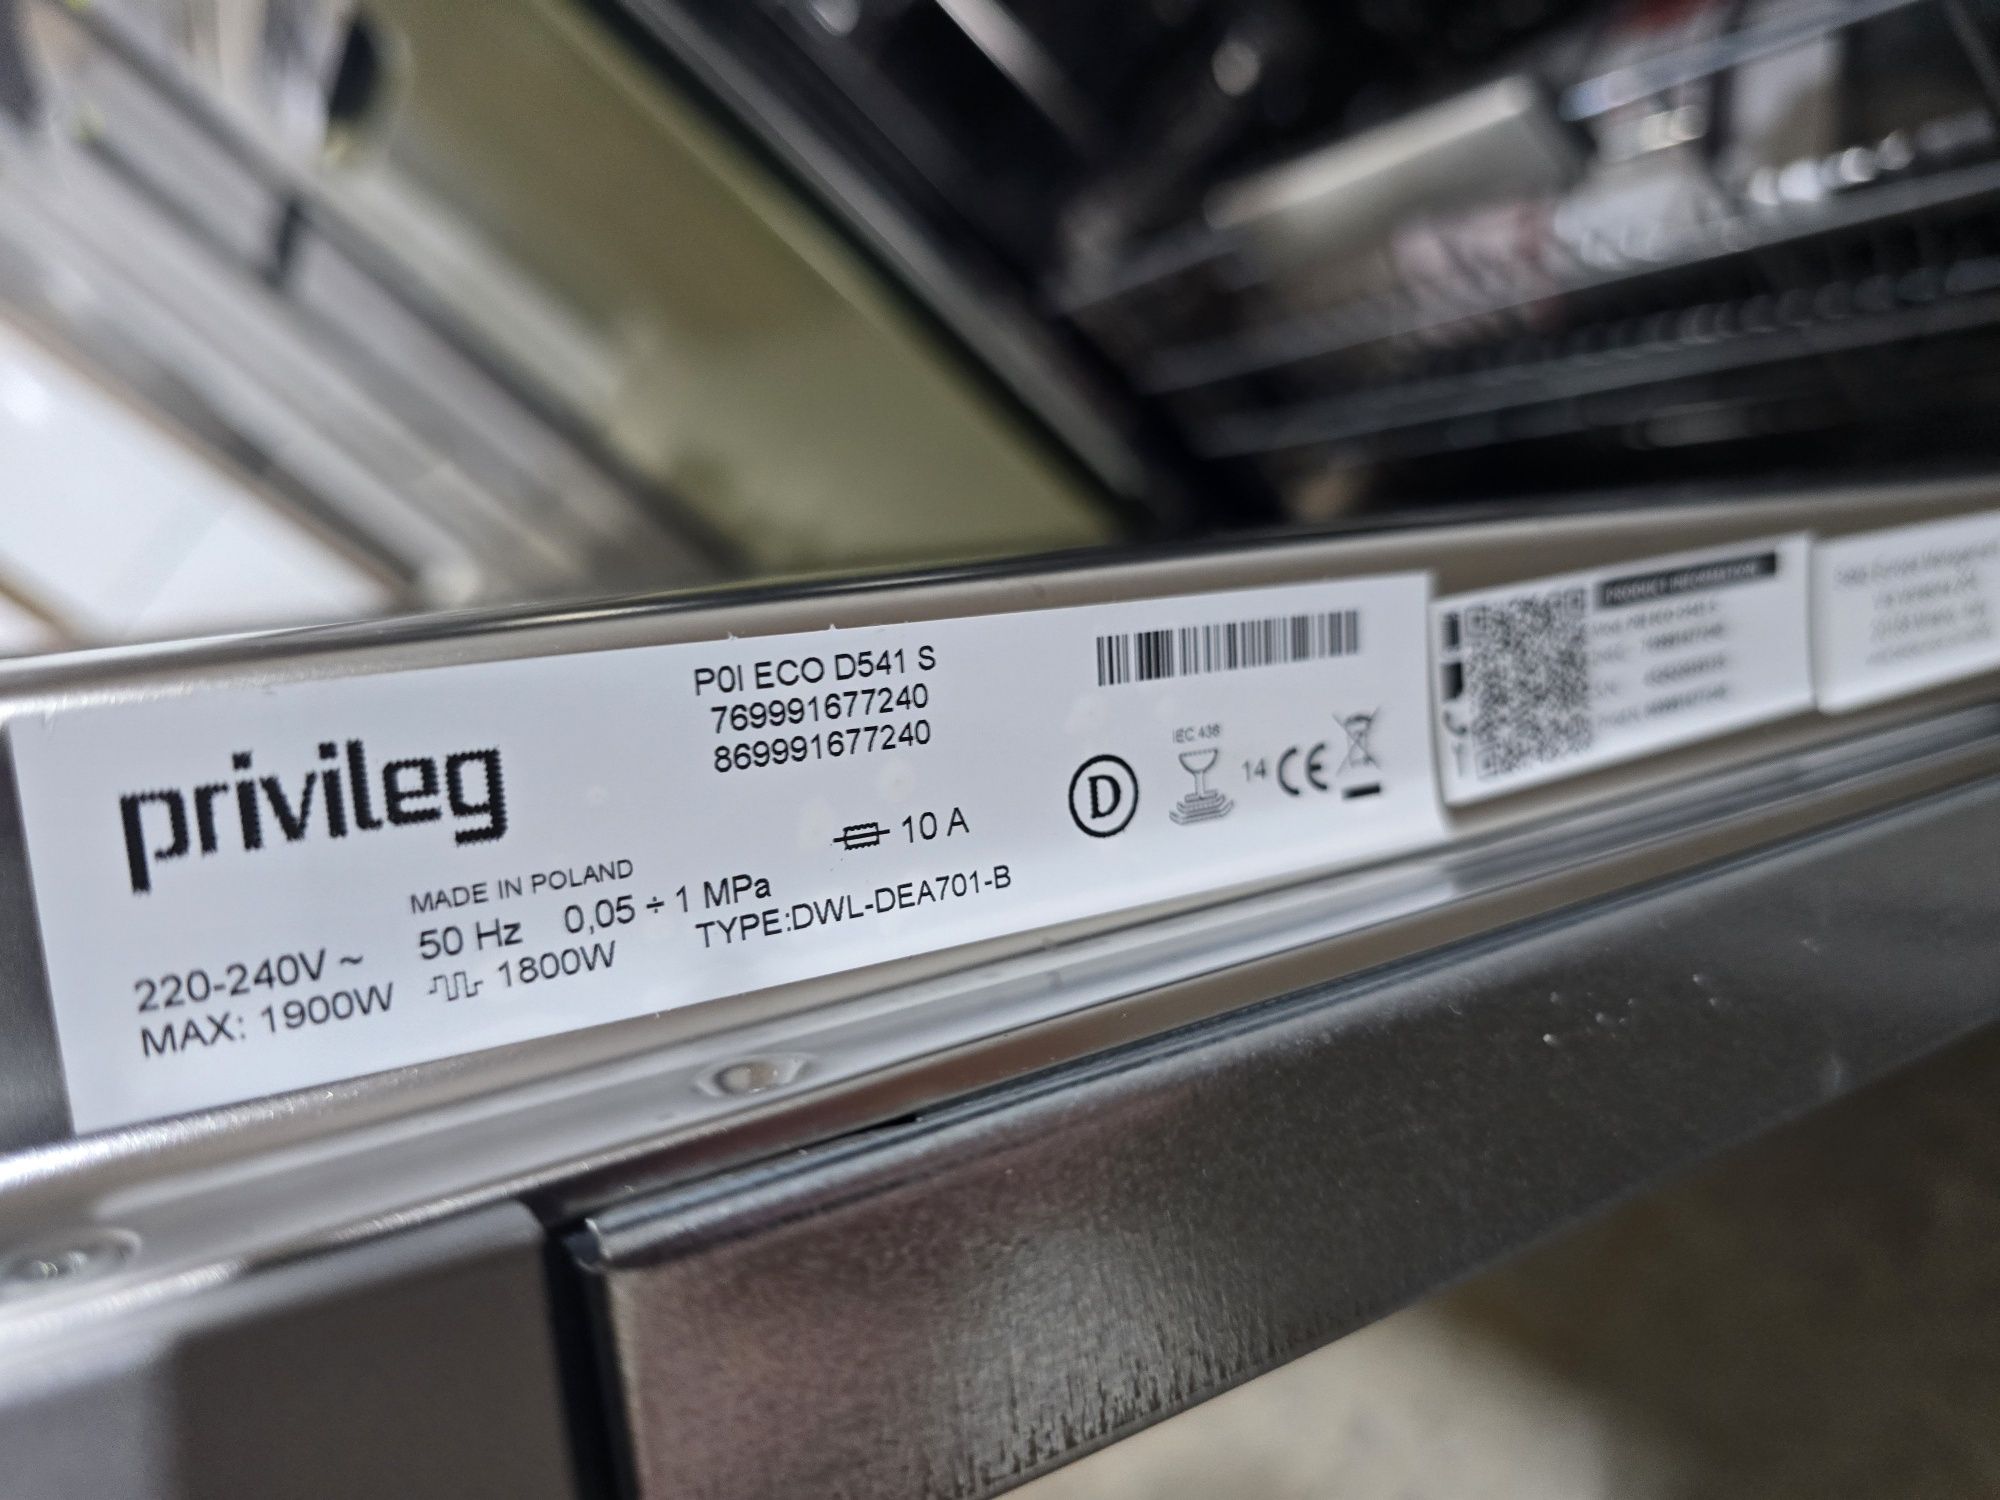 privileg
P0I ECO D541 S
769991677240
869991677240
10 A
MADE IN POLAND
220-240V ~ 50 Hz 0,05 ÷ 1 MPa
MAX: 1900W 1800W TYPE:DWL-DEA701-B
D
IEC 436
14 CE
PRODUCT INFORMATION